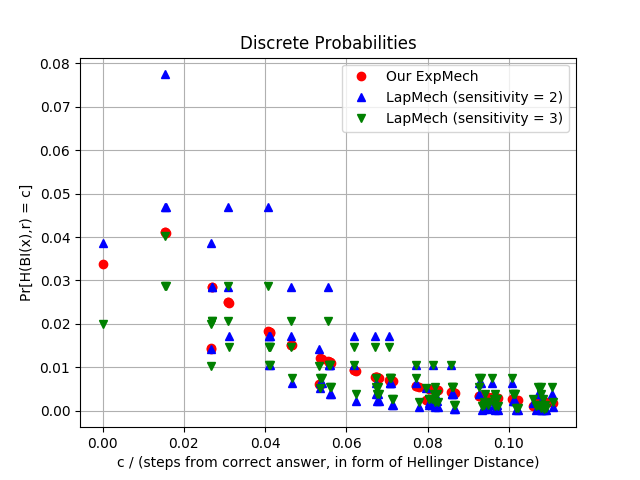 Discrete Probabilities
Our ExpMech
LapMech (sensitivity = 2)
LapMech (sensitivity = 3)
Pr[H(BI(x),r) = c]
0.08
0.07
0.06
0.05
0.04
0.03
0.02
0.01
0.00
0.00 0.02 0.04 0.06 0.08 0.10
c / (steps from correct answer, in form of Hellinger Distance)